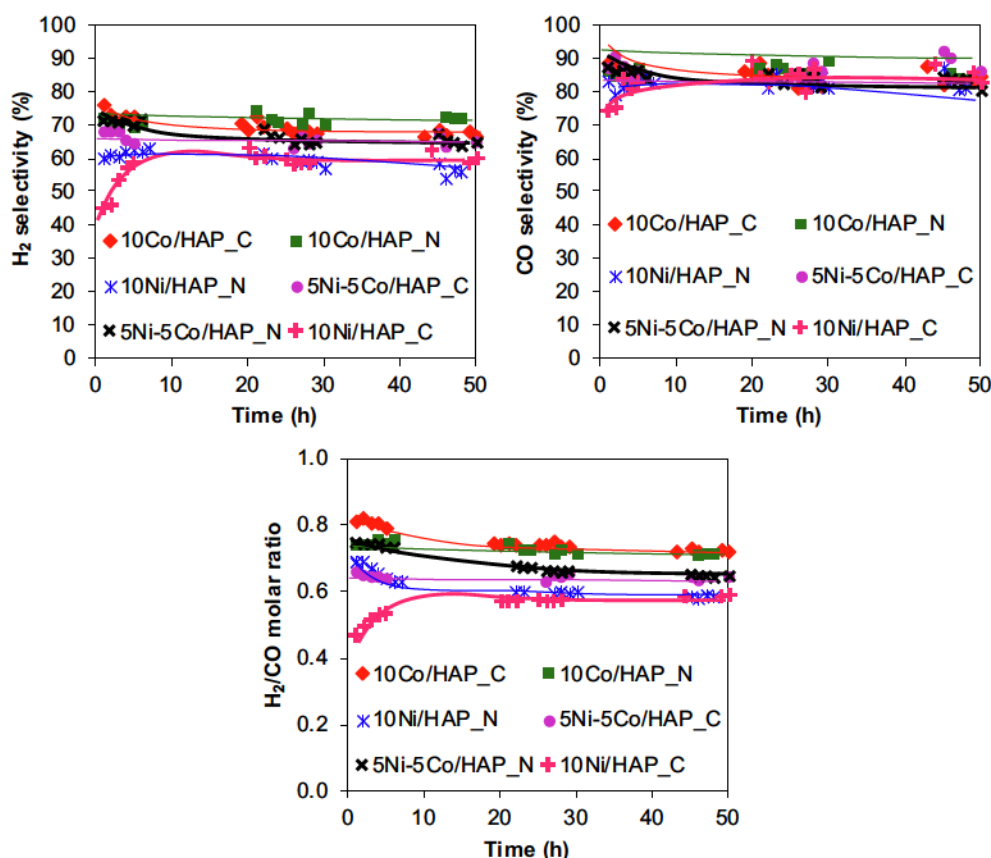 H2 selectivity (%)
100
90
80
70
60
50
40
30
20
10
0
10Co/HAP_C
10Co/HAP_N
10Ni/HAP_N
5Ni-5Co/HAP_C
5Ni-5Co/HAP_N
10Ni/HAP_C
0 10 20 30 40 50
Time (h)
CO selectivity (%)
100
90
80
70
60
50
40
30
20
10
0
10Co/HAP_C
10Co/HAP_N
10Ni/HAP_N
5Ni-5Co/HAP_C
5Ni-5Co/HAP_N
10Ni/HAP_C
0 10 20 30 40 50
Time (h)
H2/CO molar ratio
1.0
0.8
0.6
0.4
0.2
0.0
10Co/HAP_C
10Co/HAP_N
10Ni/HAP_N
5Ni-5Co/HAP_C
5Ni-5Co/HAP_N
10Ni/HAP_C
0 10 20 30 40 50
Time (h)